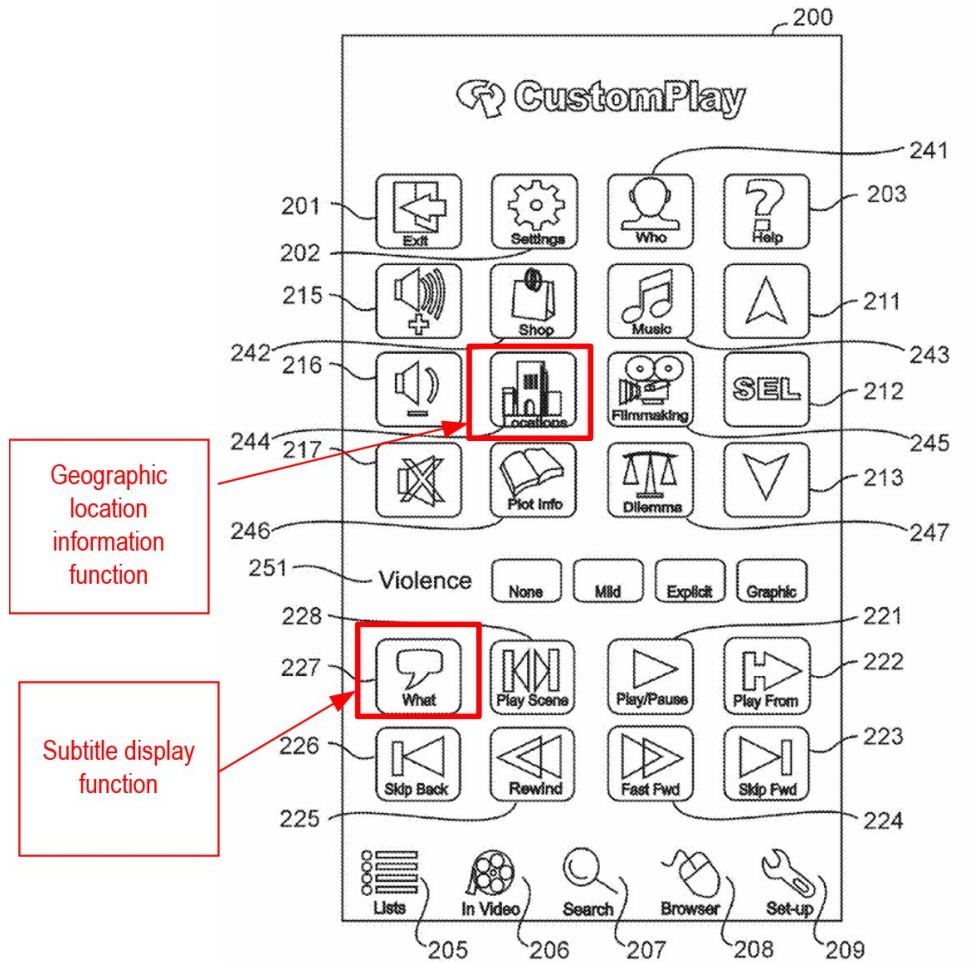 200
CustomPlay
241
201
Exit
Settings
Who
Help
203
202
215
Shop
Music
211
242
243
216
Locations
Filmmaking
SEL
212
244
245
217
Geographic
location
information
function
Plot Info
Dilemma
213
246
247
251
Violence
None
Mild
Explicit
Graphic
228
221
227
What
Play Scene
Play/Pause
Play From
222
Subtitle display
function
226
Skip Back
Rewind
Fast Fwd
Skip Fwd
223
225
224
Lists
In Video
Search
Browser
Set-up
205
206
207
208
209